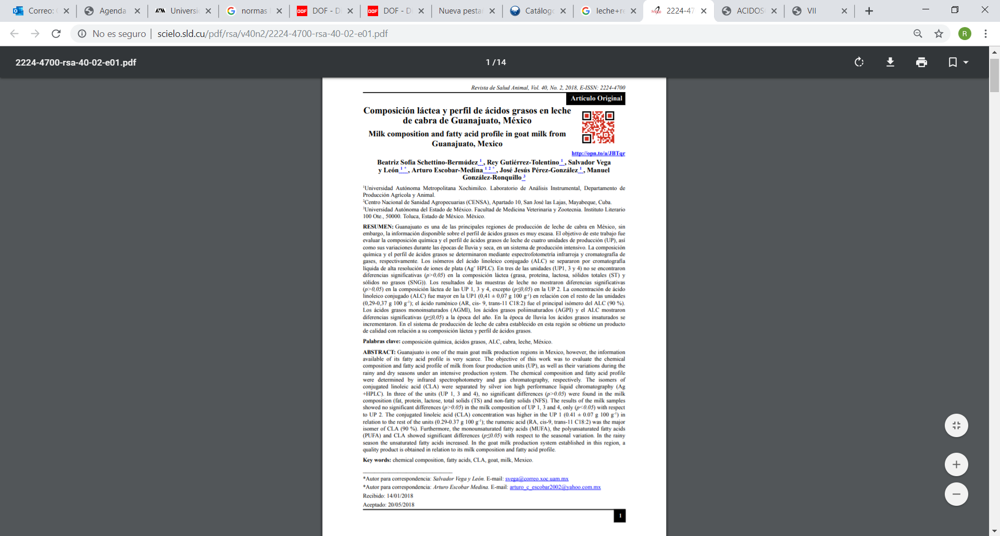 Correo:
Agenda
Universi
normas
DOF - D
DOF - D
Nueva pesta
Catálog
leche+r
2224-47
ACIDOS
VII
No es seguro | scielo.sld.cu/pdf/rsa/v40n2/2224-4700-rsa-40-02-e01.pdf
R
2224-4700-rsa-40-02-e01.pdf
1 / 14
Revista de Salud Animal, Vol. 40, No. 2, 2018, E-ISSN: 2224-4700
Artículo Original
Composición láctea y perfil de ácidos grasos en leche
de cabra de Guanajuato, México
Milk composition and fatty acid profile in goat milk from
Guanajuato, Mexico
http://opn.to/a/JBTqr
Beatriz Sofía Schettino-Bermúdez 1, Rey Gutiérrez-Tolentino 1, Salvador Vega
y León 1 *, Arturo Escobar-Medina 1 2 *, José Jesús Pérez-González 1, Manuel
González-Ronquillo 3
1Universidad Autónoma Metropolitana Xochimilco. Laboratorio de Análisis Instrumental, Departamento de
Producción Agrícola y Animal.
2Centro Nacional de Sanidad Agropecuarias (CENSA), Apartado 10, San José las Lajas, Mayabeque, Cuba.
3Universidad Autónoma del Estado de México. Facultad de Medicina Veterinaria y Zootecnia. Instituto Literario
100 Ote., 50000. Toluca, Estado de México. México.
RESUMEN: Guanajuato es una de las principales regiones de producción de leche de cabra en México, sin
embargo, la información disponible sobre el perfil de ácidos grasos es muy escasa. El objetivo de este trabajo fue
evaluar la composición química y el perfil de ácidos grasos de leche de cuatro unidades de producción (UP), así
como sus variaciones durante las épocas de lluvia y seca, en un sistema de producción intensivo. La composición
química y el perfil de ácidos grasos se determinaron mediante espectrofotometría infrarroja y cromatografía de
gases, respectivamente. Los isómeros del ácido linoleico conjugado (ALC) se separaron por cromatografía
líquida de alta resolución de iones de plata (Ag+ HPLC). En tres de las unidades (UP1, 3 y 4) no se encontraron
diferencias significativas (p>0,05) en la composición láctea (grasa, proteína, lactosa, sólidos totales (ST) y
sólidos no grasos (SNG)). Los resultados de las muestras de leche no mostraron diferencias significativas
(p>0,05) en la composición láctea de las UP 1, 3 y 4, excepto (p≤0,05) en la UP 2. La concentración de ácido
linoleico conjugado (ALC) fue mayor en la UP1 (0,41 ± 0,07 g 100 g-1) en relación con el resto de las unidades
(0,29-0,37 g 100 g-1); el ácido ruménico (AR, cis- 9, trans-11 C18:2) fue el principal isómero del ALC (90 %).
Los ácidos grasos monoinsaturados (AGMI), los ácidos grasos poliinsaturados (AGPI) y el ALC mostraron
diferencias significativas (p≤0,05) a la época del año. En la época de lluvia los ácidos grasos insaturados se
incrementaron. En el sistema de producción de leche de cabra establecido en esta región se obtiene un producto
de calidad con relación a su composición láctea y perfil de ácidos grasos.
Palabras clave: composición química, ácidos grasos, ALC, cabra, leche, México.
ABSTRACT: Guanajuato is one of the main goat milk production regions in Mexico, however, the information
available of its fatty acid profile is very scarce. The objective of this work was to evaluate the chemical
composition and fatty acid profile of milk from four production units (UP), as well as their variations during the
rainy and dry seasons under an intensive production system. The chemical composition and fatty acid profile
were determined by infrared spectrophotometry and gas chromatography, respectively. The isomers of
conjugated linoleic acid (CLA) were separated by silver ion high performance liquid chromatography (Ag
+HPLC). In three of the units (UP 1, 3 and 4), no significant differences (p>0.05) were found in the milk
composition (fat, protein, lactose, total solids (TS) and non-fatty solids (NFS). The results of the milk samples
showed no significant differences (p>0.05) in the milk composition of UP 1, 3 and 4, only (p<0.05) with respect
to UP 2. The conjugated linoleic acid (CLA) concentration was higher in the UP 1 (0.41 ± 0.07 g 100 g-1) in
relation to the rest of the units (0.29-0.37 g 100 g-1); the rumenic acid (RA, cis-9, trans-11 C18:2) was the major
isomer of CLA (90 %). Furthermore, the monounsaturated fatty acids (MUFA), the polyunsaturated fatty acids
(PUFA) and CLA showed significant differences (p≤0.05) with respect to the seasonal variation. In the rainy
season the unsaturated fatty acids increased. In the goat milk production system established in this region, a
quality product is obtained in relation to its milk composition and fatty acid profile.
Key words: chemical composition, fatty acids, CLA, goat, milk, Mexico.
*Autor para correspondencia: Salvador Vega y León. E-mail: svega@correo.xoc.uam.mx
*Autor para correspondencia: Arturo Escobar Medina. E-mail: arturo_c_escobar2002@yahoo.com.mx
Recibido: 14/01/2018
Aceptado: 20/05/2018
1